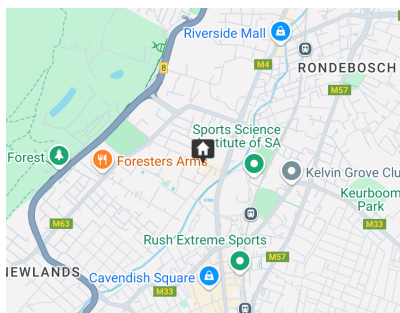 Riverside Mall
8
M4
RONDEBOSCH
M57
Sports Science
Institute of SA
Forest
Foresters Arms
Kelvin Grove Clu
Keurboom
Park
M63
M33
Rush Extreme Sports
M57
NEWLANDS
Cavendish Square
M33